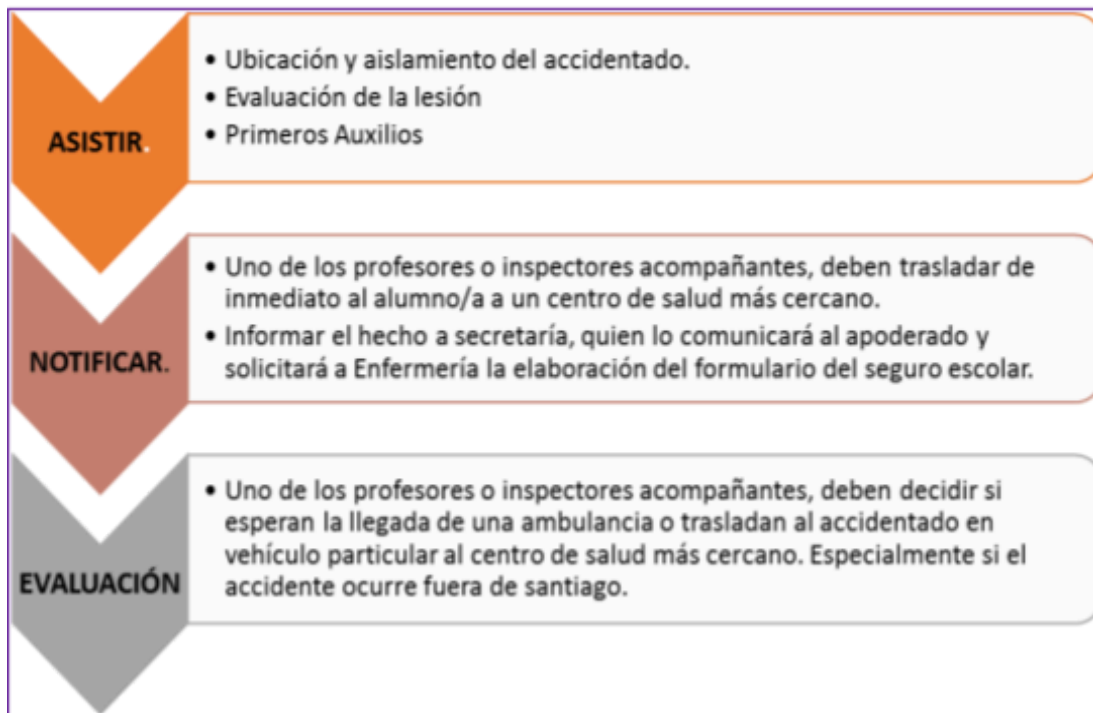 ASISTIR.
• Ubicación y aislamiento del accidentado.
• Evaluación de la lesión
• Primeros Auxilios
NOTIFICAR.
• Uno de los profesores o inspectores acompañantes, deben trasladar de
inmediato al alumno/a a un centro de salud más cercano.
• Informar el hecho a secretaría, quien lo comunicará al apoderado y
solicitará a Enfermería la elaboración del formulario del seguro escolar.
EVALUACIÓN
• Uno de los profesores o inspectores acompañantes, deben decidir si
esperan la llegada de una ambulancia o trasladan al accidentado en
vehículo particular al centro de salud más cercano. Especialmente si el
accidente ocurre fuera de santiago.